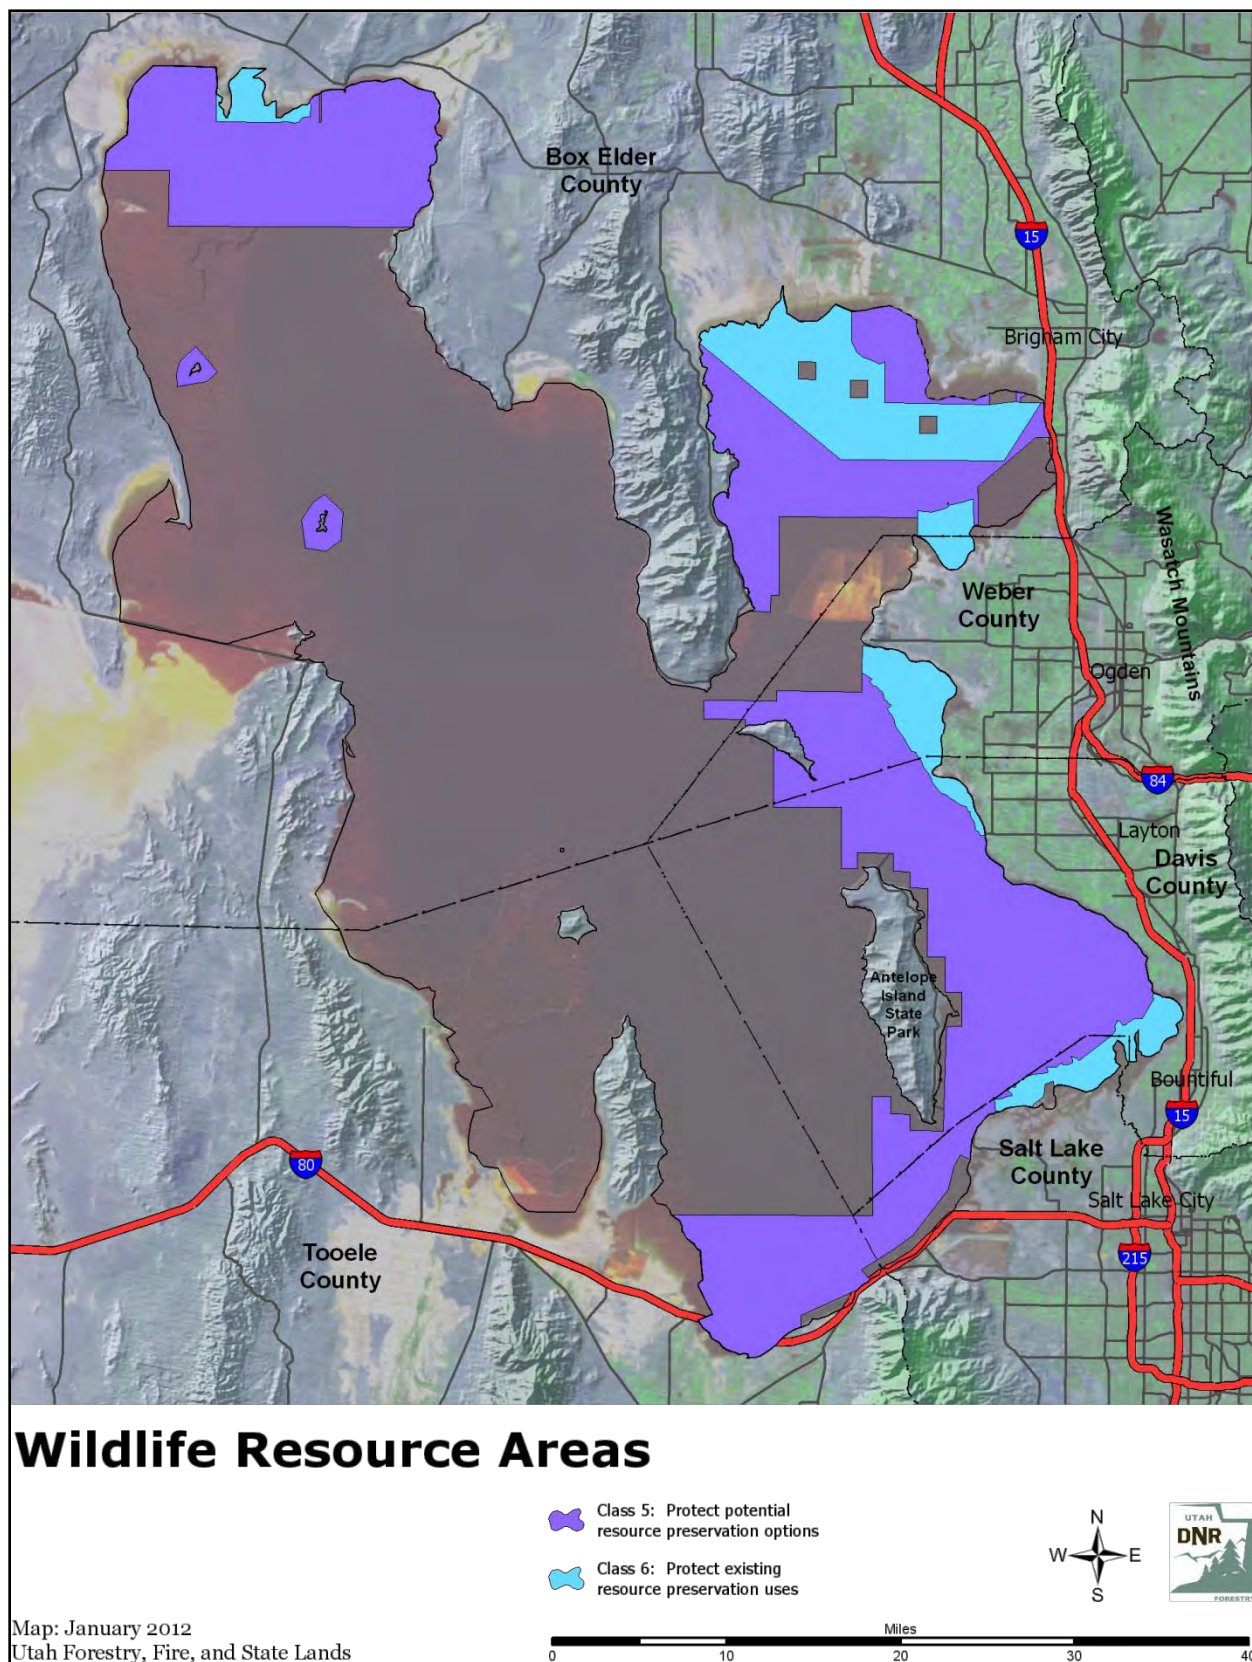 Box Elder
County
15
Brigham City
Wasatch Mountains
Weber
County
Ogden
84
Layton
Davis
County
Antelope
Island
State
Park
Bountiful
15
Salt Lake
County
80
Salt Lake City
Tooele
County
215
Wildlife Resource Areas
Class 5: Protect potential
resource preservation options
Class 6: Protect existing
resource preservation uses
N
W E
S
UTAH
DNR
FORESTRY
Map: January 2012
Utah Forestry, Fire, and State Lands
Miles
0 10 20 30 40